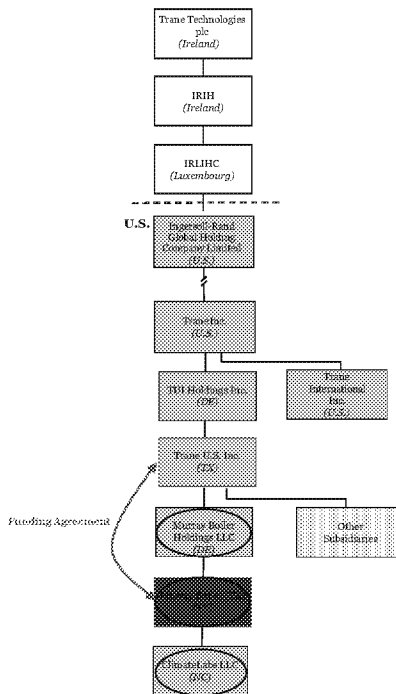 Trane Technologies
plc
(Ireland)
IRIH
(Ireland)
IRLIHC
(Luxembourg)
U.S.
Ingersoll-Rand
Global Holding
Company Limited
(U.S.)
Trane Inc.
(U.S.)
TUI Holdings Inc.
(DE)
Trane
International
Inc.
(U.S.)
Trane U.S. Inc.
(TX)
Funding Agreement
Murray Boiler
Holdings LLC
(DE)
Other
Subsidiaries
ClimateLabs LLC
(NC)